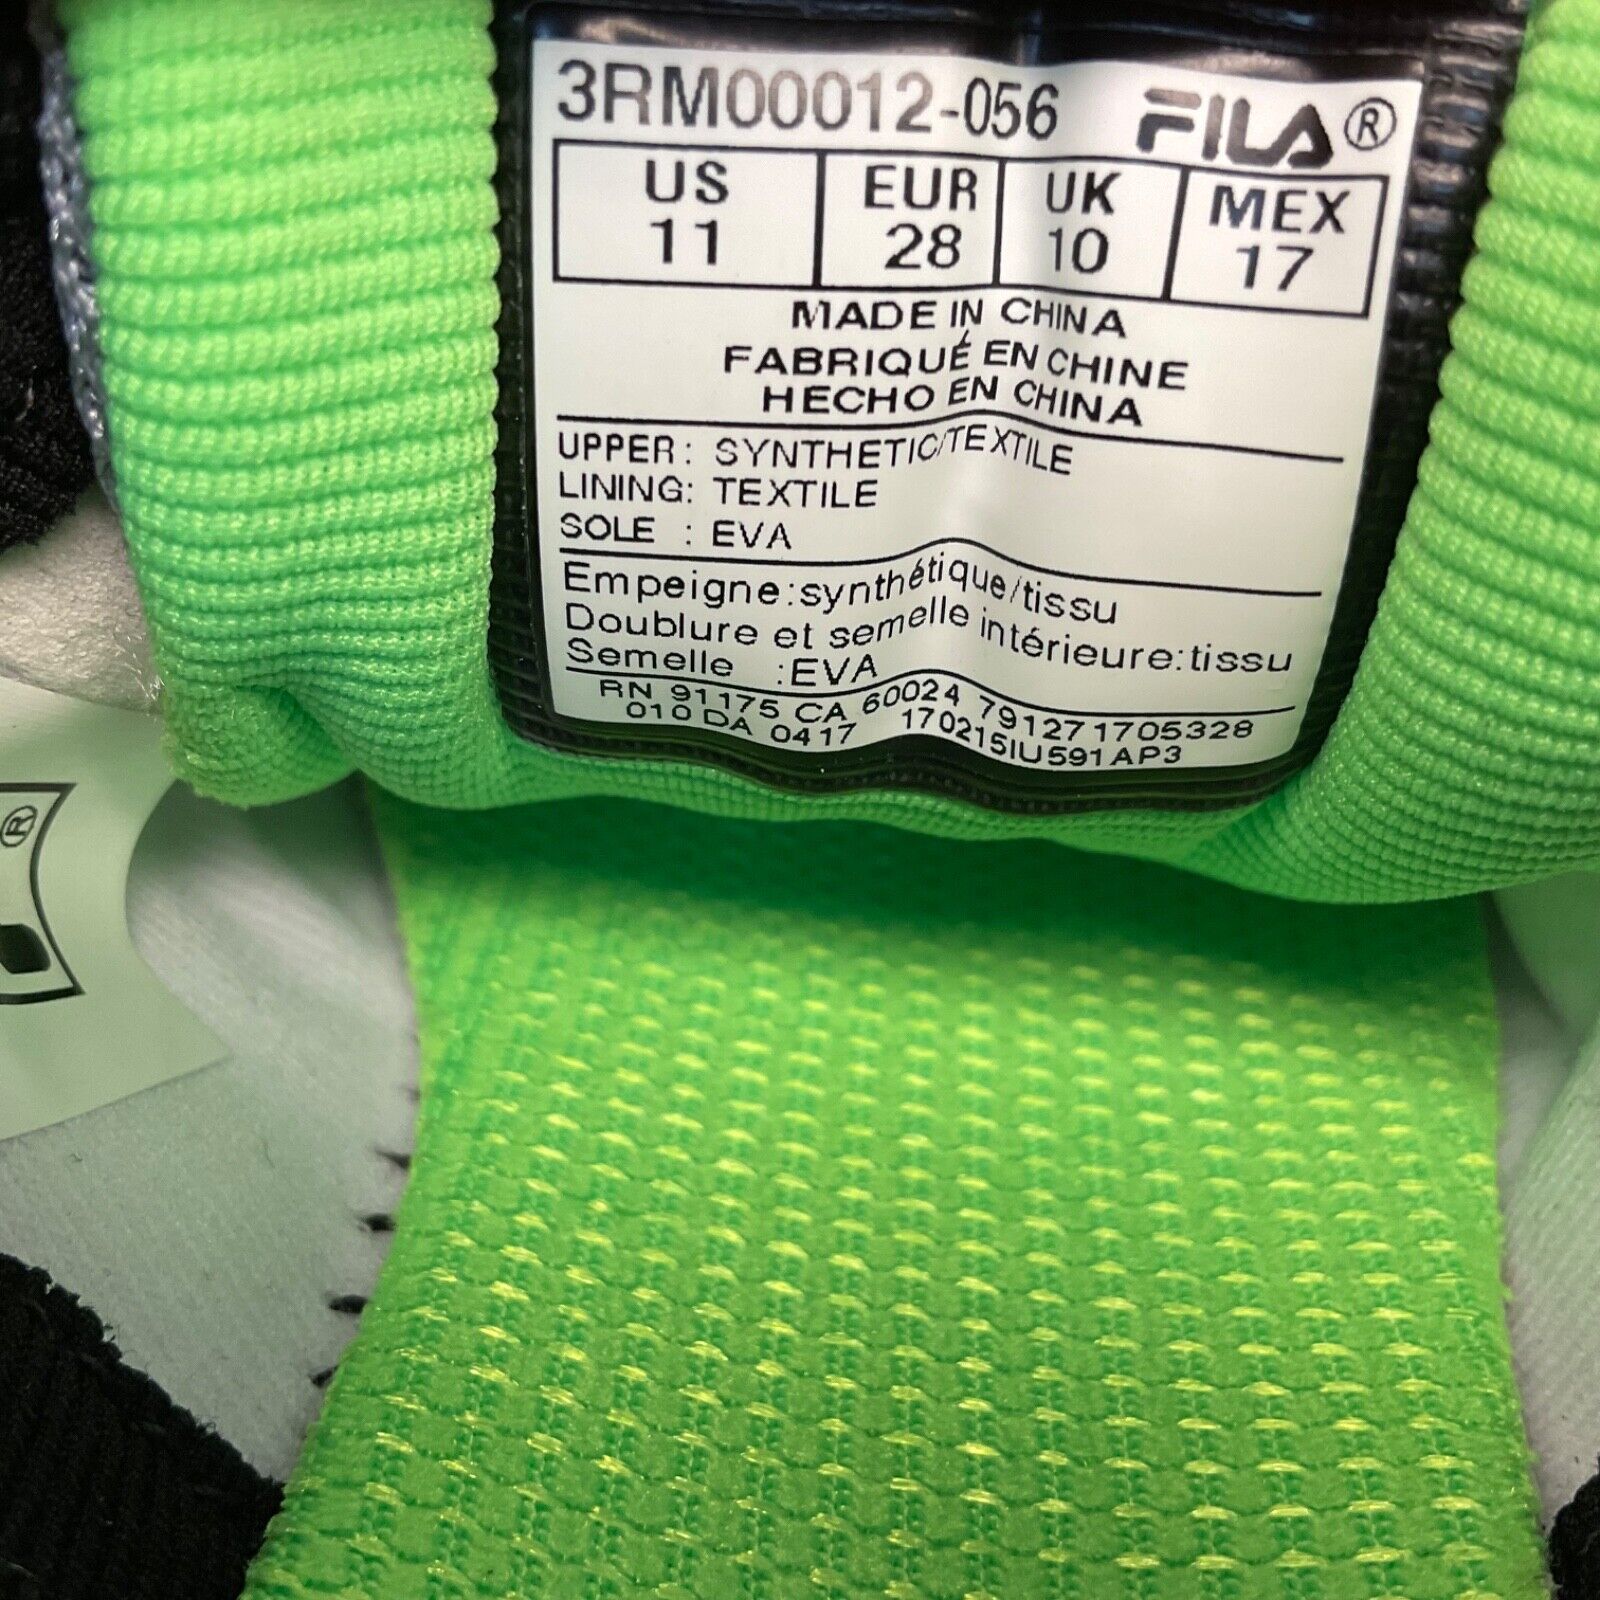 3RM00012-056 FILA®
US EUR UK MEX
11 28 10 17
MADE IN CHINA
FABRIQUÉ EN CHINE
HECHO EN CHINA
UPPER: SYNTHETIC/TEXTILE
LINING: TEXTILE
SOLE : EVA
Empeigne:synthétique/tissu
Doublure et semelle intérieure:tissu
Semelle :EVA
RN 91175 CA 60024 791271705328
010 DA 0417 170215IU591AP3
®